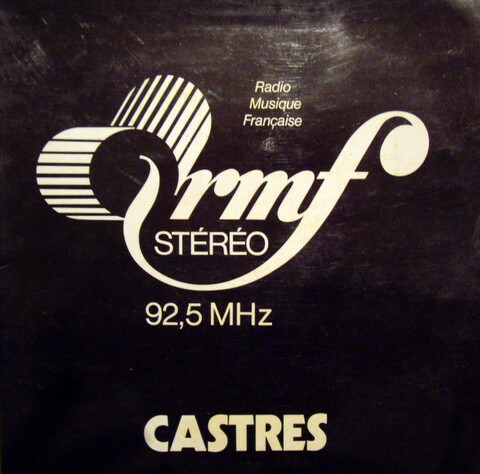 Radio
Musique
Française
rmf
STÉRÉO
92,5 MHz
CASTRES